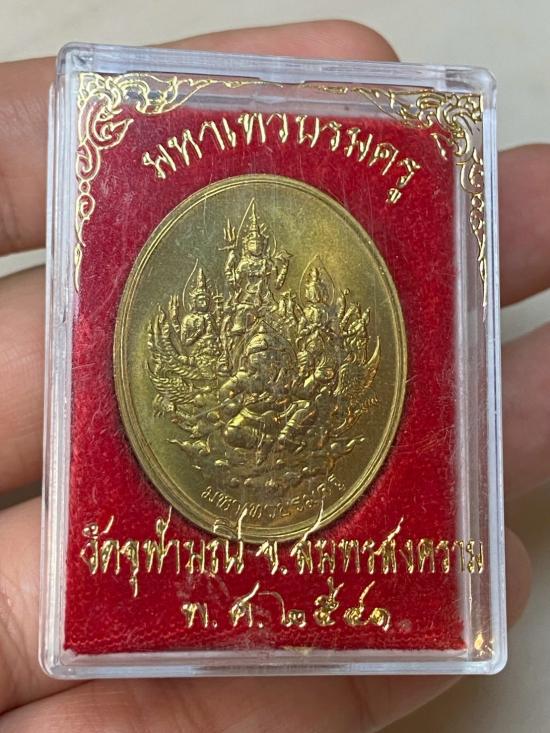 มหาเทวบรมครู
มหาเทวบรมครู
วัดจุฬามณี จ.สมุทรสงคราม
พ.ศ.๒๕๔๑